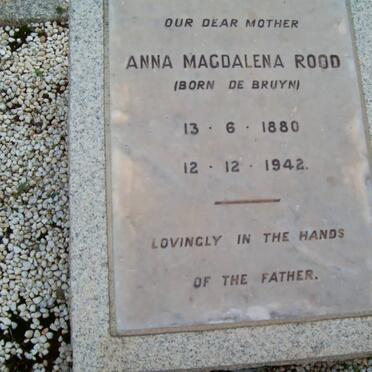 OUR DEAR MOTHER
ANNA MAGDALENA ROOD
(BORN DE BRUYN)
13 · 6 · 1880
12 · 12 · 1942.
LOVINGLY IN THE HANDS
OF THE FATHER.